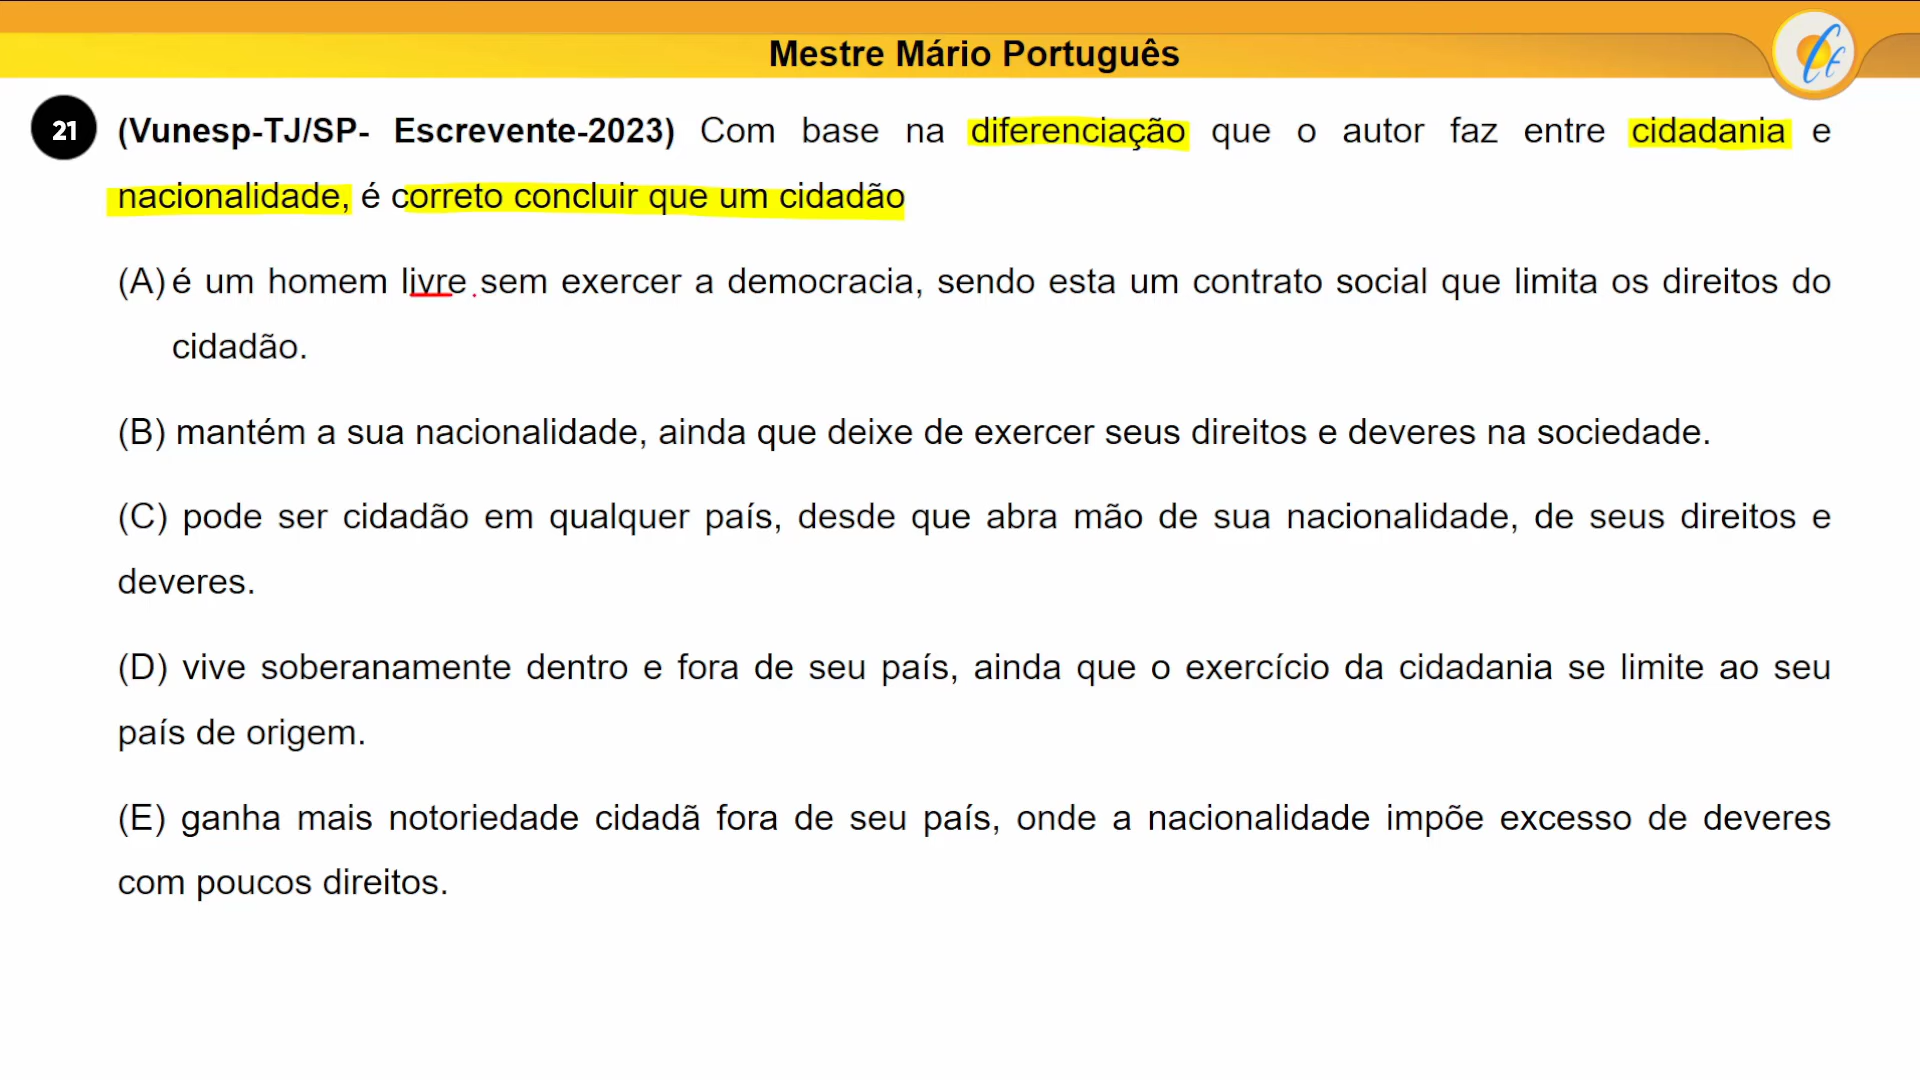 Mestre Mário Português
21
(Vunesp-TJ/SP- Escrevente-2023) Com base na diferenciação que o autor faz entre cidadania e
nacionalidade, é correto concluir que um cidadão
(A) é um homem livre sem exercer a democracia, sendo esta um contrato social que limita os direitos do
cidadão.
(B) mantém a sua nacionalidade, ainda que deixe de exercer seus direitos e deveres na sociedade.
(C) pode ser cidadão em qualquer país, desde que abra mão de sua nacionalidade, de seus direitos e
deveres.
(D) vive soberanamente dentro e fora de seu país, ainda que o exercício da cidadania se limite ao seu
país de origem.
(E) ganha mais notoriedade cidadã fora de seu país, onde a nacionalidade impõe excesso de deveres
com poucos direitos.